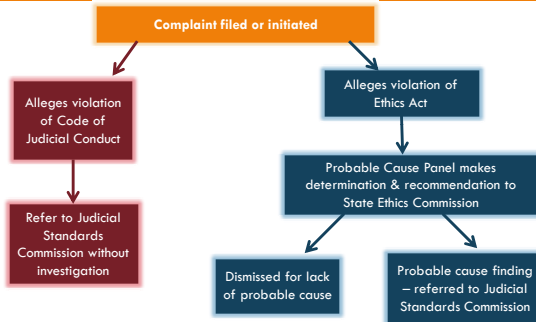 Complaint filed or initiated
Alleges violation
of Code of
Judicial Conduct
Alleges violation of
Ethics Act
Refer to Judicial
Standards
Commission without
investigation
Probable Cause Panel makes
determination & recommendation to
State Ethics Commission
Dismissed for lack
of probable cause
Probable cause finding
– referred to Judicial
Standards Commission